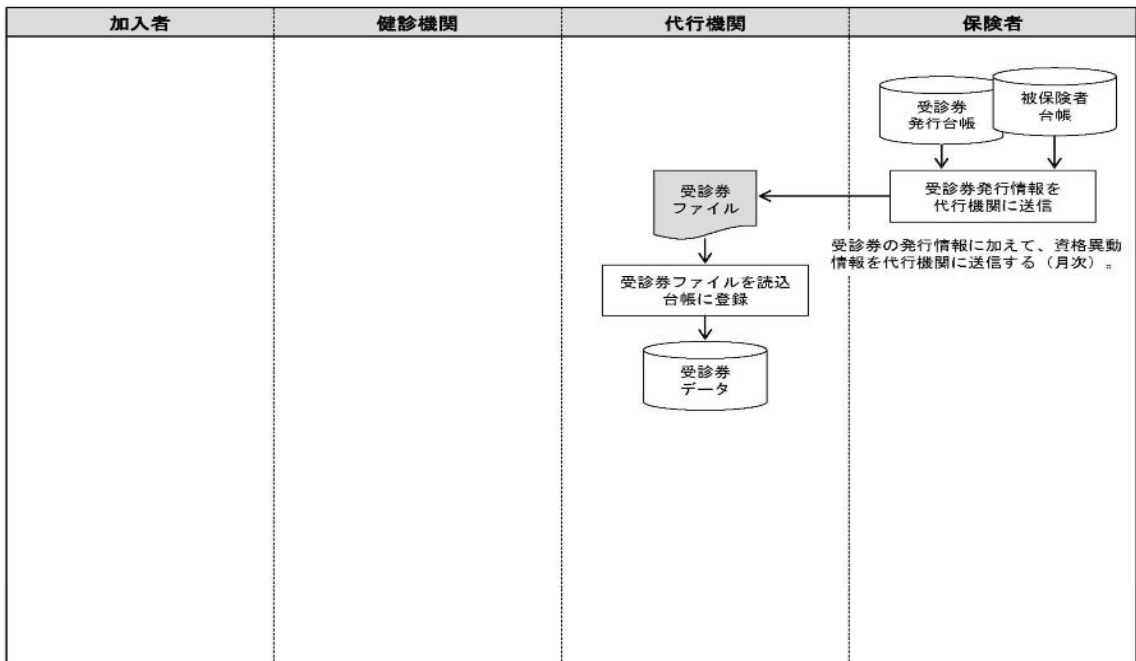 加入者
健診機関
代行機関
保険者
受診券
発行台帳
被保険者
台帳
受診券発行情報を
代行機関に送信
受診券
ファイル
受診券の発行情報に加えて、資格異動
情報を代行機関に送信する（月次）。
受診券ファイルを読込
台帳に登録
受診券
データ